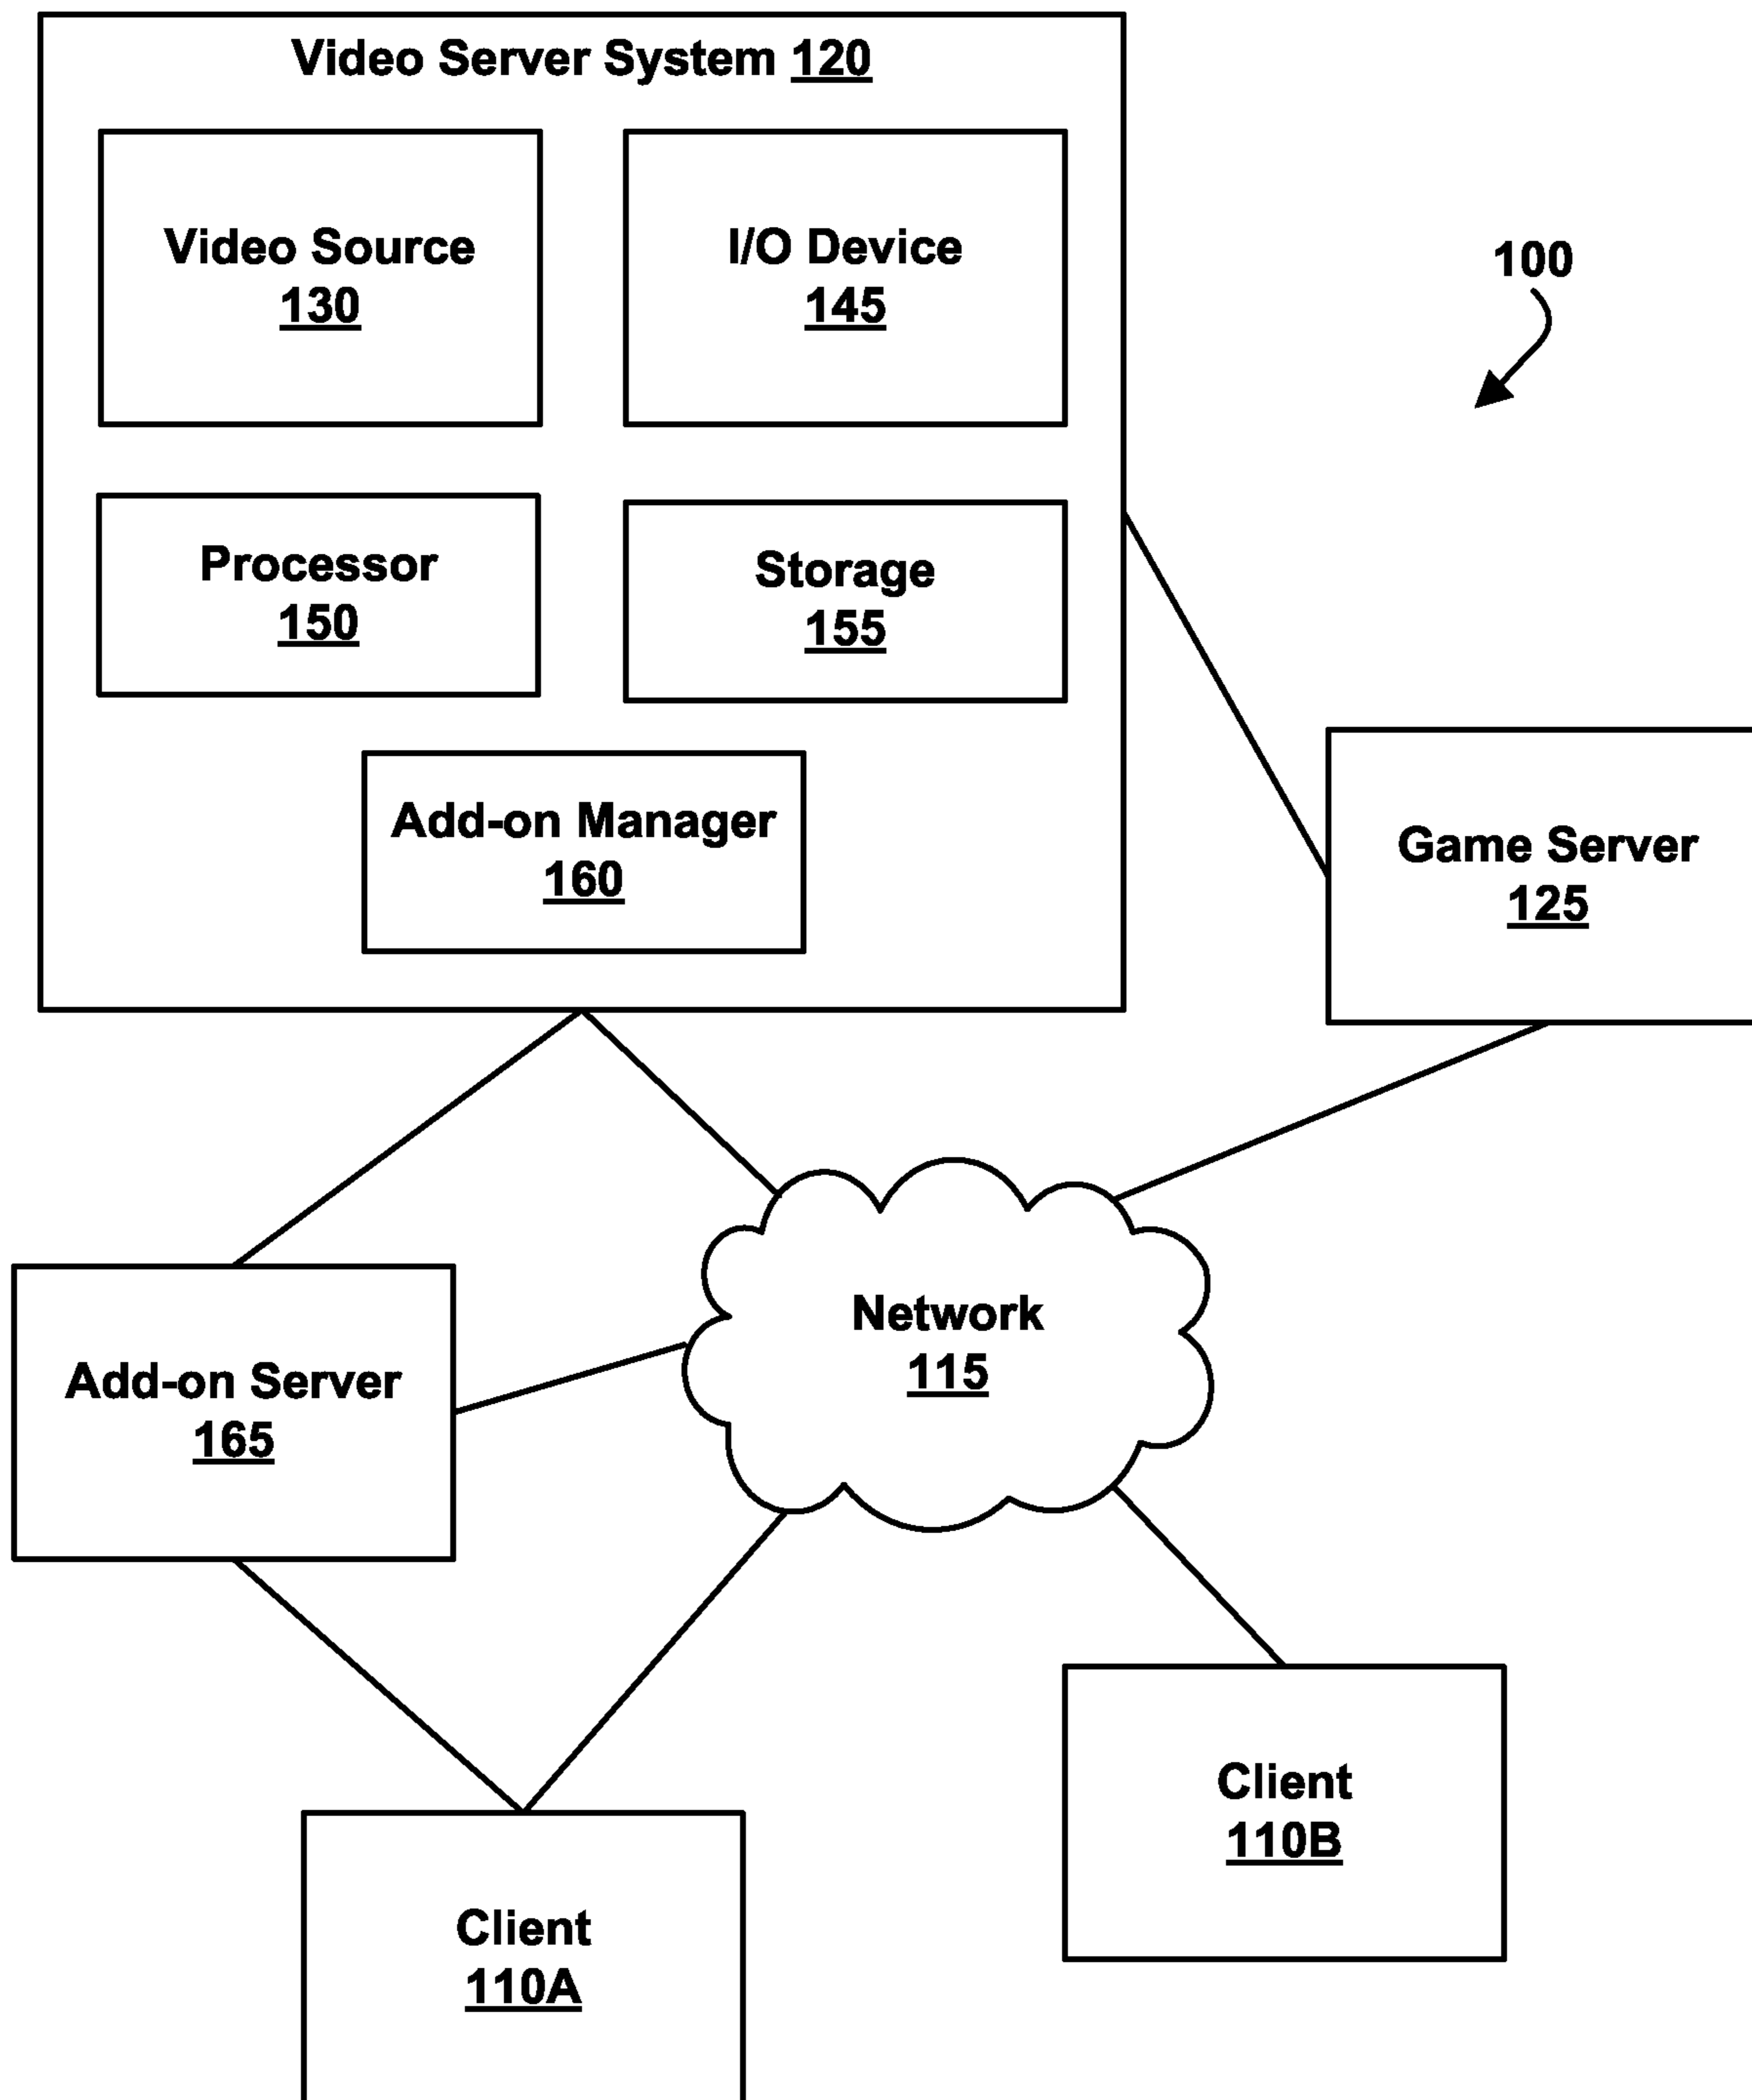 Video Server System 120
Video Source
130
I/O Device
145
100
Processor
150
Storage
155
Add-on Manager
160
Game Server
125
Network
115
Add-on Server
165
Client
110B
Client
110A